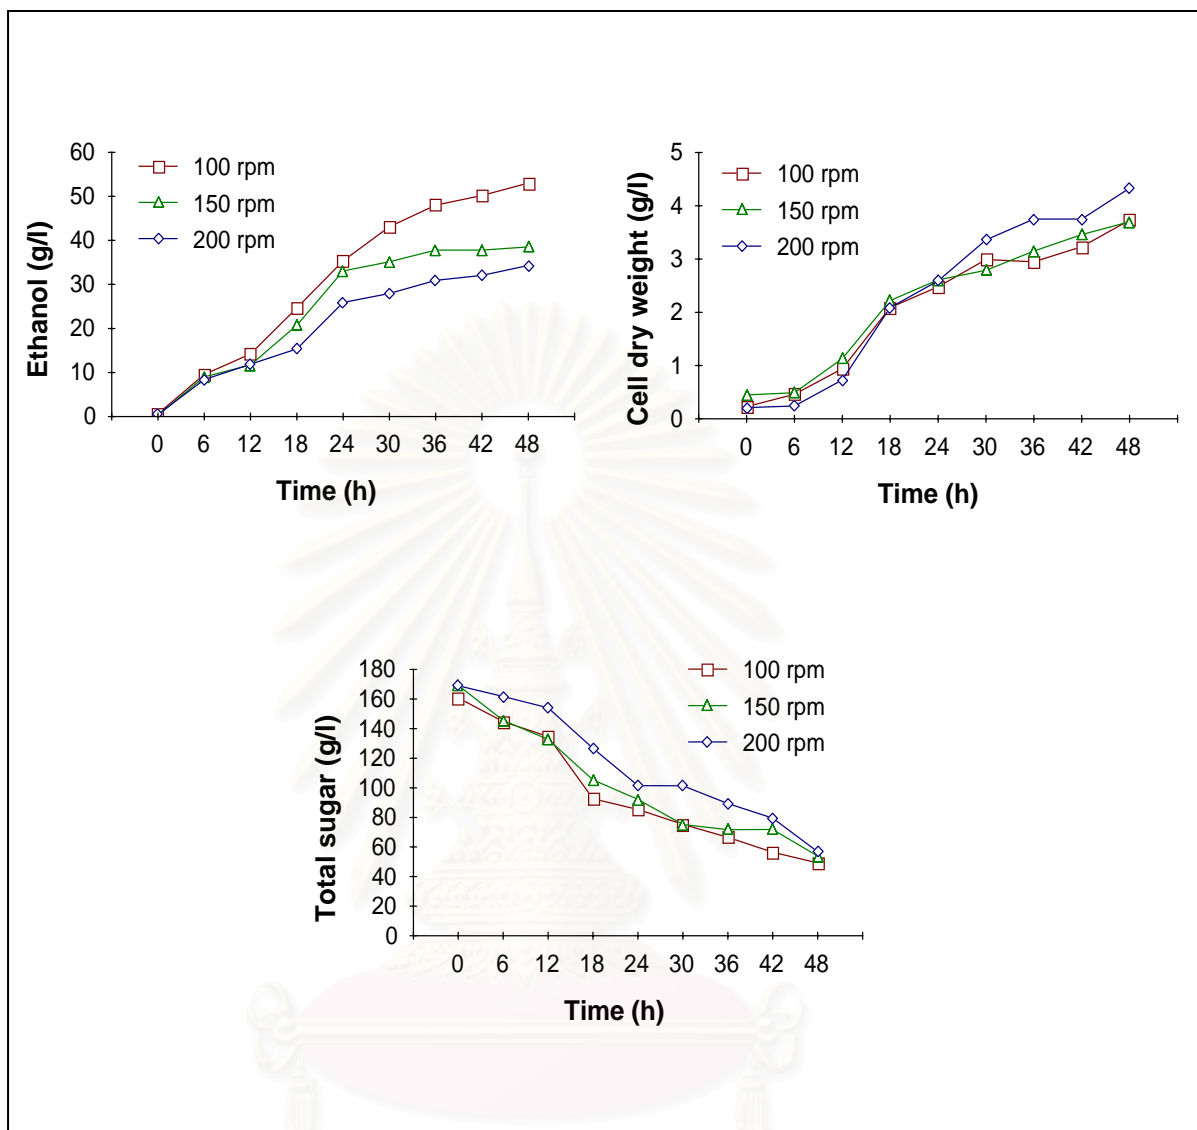 60
50
40
30
20
10
0
Ethanol (g/l)
100 rpm
150 rpm
200 rpm
0 6 12 18 24 30 36 42 48
Time (h)
5
4
3
2
1
0
Cell dry weight (g/l)
100 rpm
150 rpm
200 rpm
0 6 12 18 24 30 36 42 48
Time (h)
180
160
140
120
100
80
60
40
20
0
Total sugar (g/l)
100 rpm
150 rpm
200 rpm
0 6 12 18 24 30 36 42 48
Time (h)